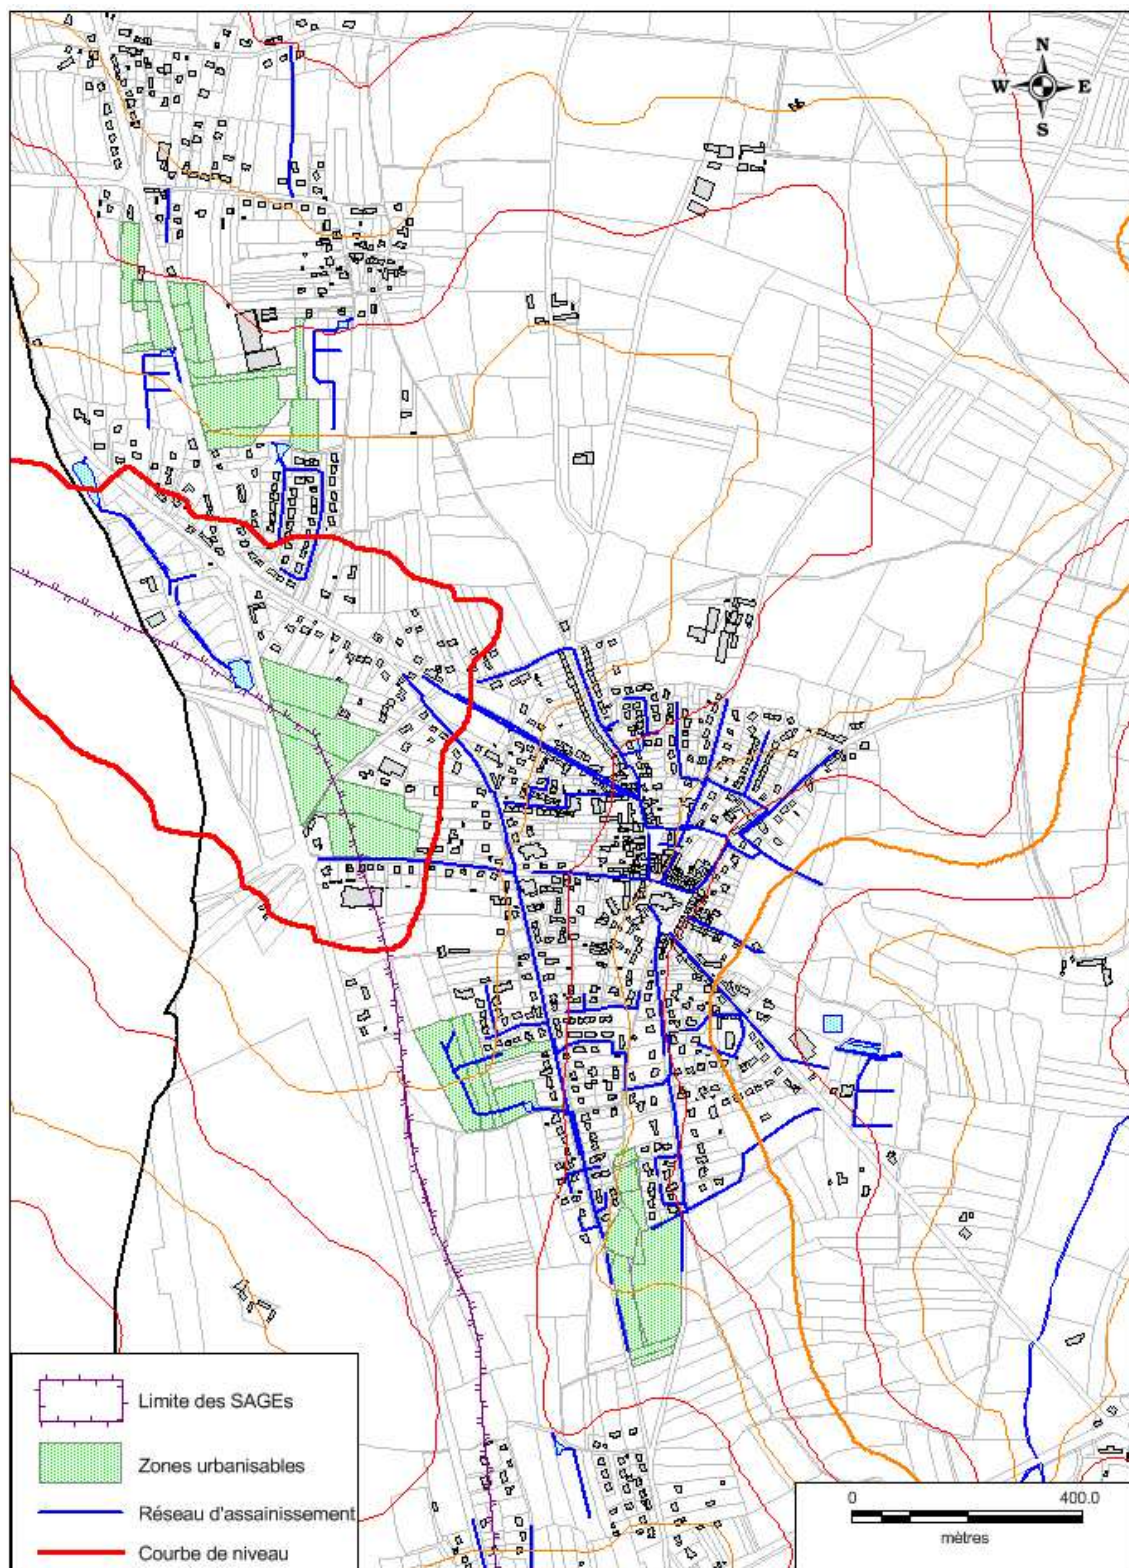 N
W E
S
Limite des SAGEs
Zones urbanisables
Réseau d'assainissement
Courbe de niveau
0 400.0
mètres